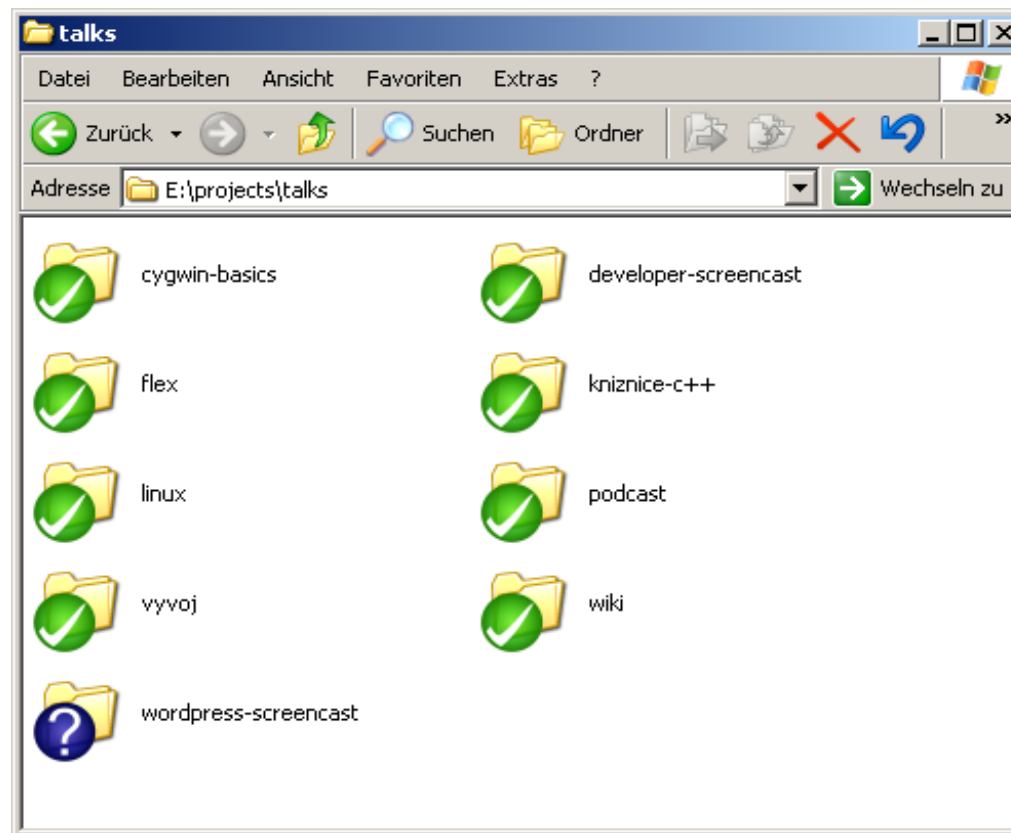 talks
Datei Bearbeiten Ansicht Favoriten Extras ?
Zurück Suchen Ordner »
Adresse E:\projects\talks Wechseln zu
cygwin-basics developer-screencast
flex kniznice-c++
linux podcast
vyvoj wiki
wordpress-screencast